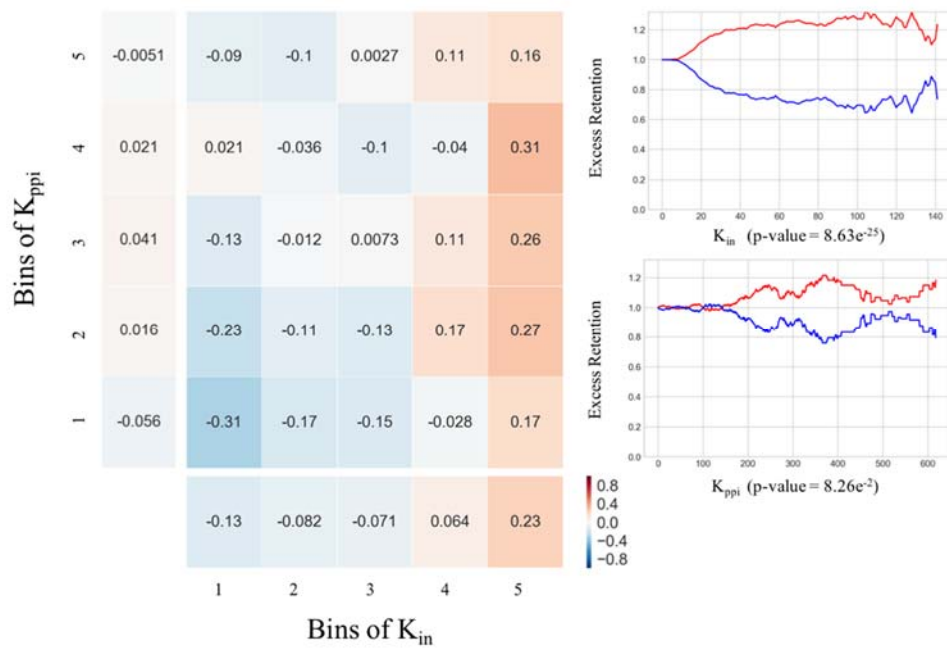 Bins of K_ppi
5 -0.0051 -0.09 -0.1 0.0027 0.11 0.16
4 0.021 0.021 -0.036 -0.1 -0.04 0.31
3 0.041 -0.13 -0.012 0.0073 0.11 0.26
2 0.016 -0.23 -0.11 -0.13 0.17 0.27
1 -0.056 -0.31 -0.17 -0.15 -0.028 0.17
-0.13 -0.082 -0.071 0.064 0.23
1 2 3 4 5
Bins of K_in
0.8
0.4
0.0
−0.4
−0.8
Excess Retention
1.2
1.0
0.8
0.6
0.4
0.2
0.0
0 20 40 60 80 100 120 140
K_in (p-value = 8.63e^-25)
Excess Retention
1.2
1.0
0.8
0.6
0.4
0.2
0.0
0 100 200 300 400 500 600
K_ppi (p-value = 8.26e^-2)